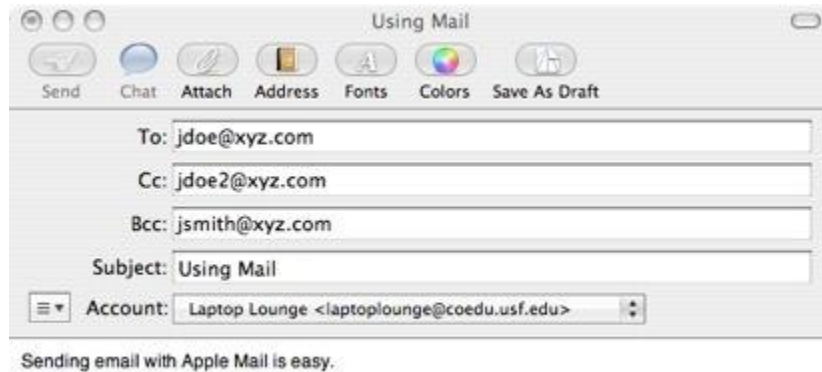 Using Mail
Send Chat Attach Address Fonts Colors Save As Draft
To: jdoe@xyz.com
Cc: jdoe2@xyz.com
Bcc: jsmith@xyz.com
Subject: Using Mail
Account: Laptop Lounge <laptoplounge@coedu.usf.edu>
Sending email with Apple Mail is easy.